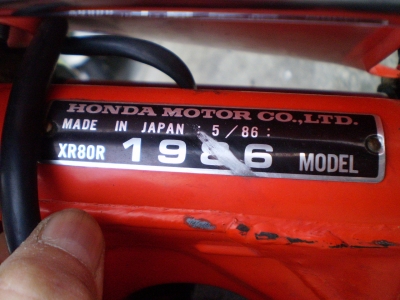 HONDA MOTOR CO.,LTD.
MADE IN JAPAN : 5/86 :
XR80R 1986 MODEL